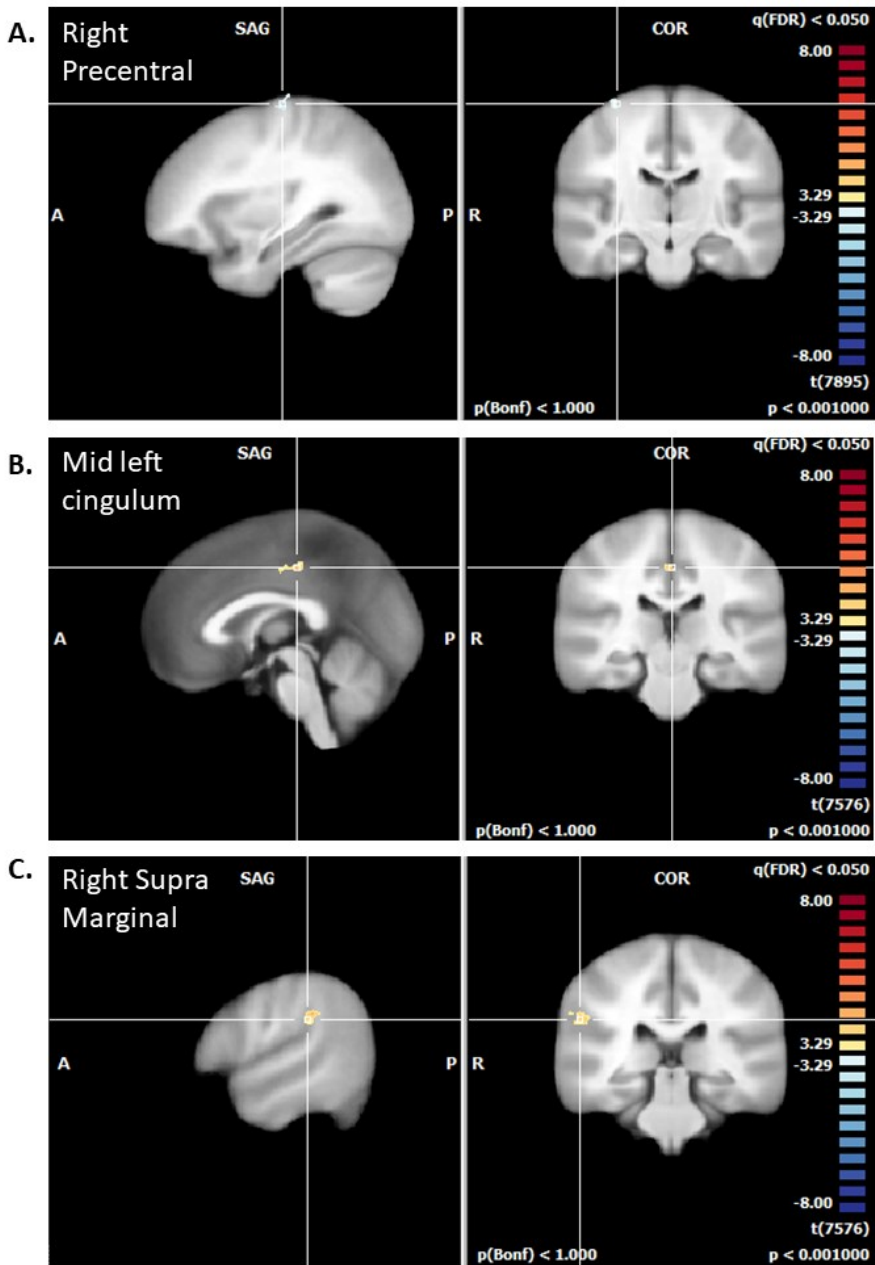 A.
Right
Precentral
SAG
COR
q(FDR) < 0.050
8.00
3.29
-3.29
A
P
R
-8.00
t(7895)
p(Bonf) < 1.000
p < 0.001000
B.
Mid left
cingulum
SAG
COR
q(FDR) < 0.050
8.00
3.29
-3.29
A
P
R
-8.00
t(7576)
p(Bonf) < 1.000
p < 0.001000
C.
Right Supra
Marginal
SAG
COR
q(FDR) < 0.050
8.00
3.29
-3.29
A
P
R
-8.00
t(7576)
p(Bonf) < 1.000
p < 0.001000